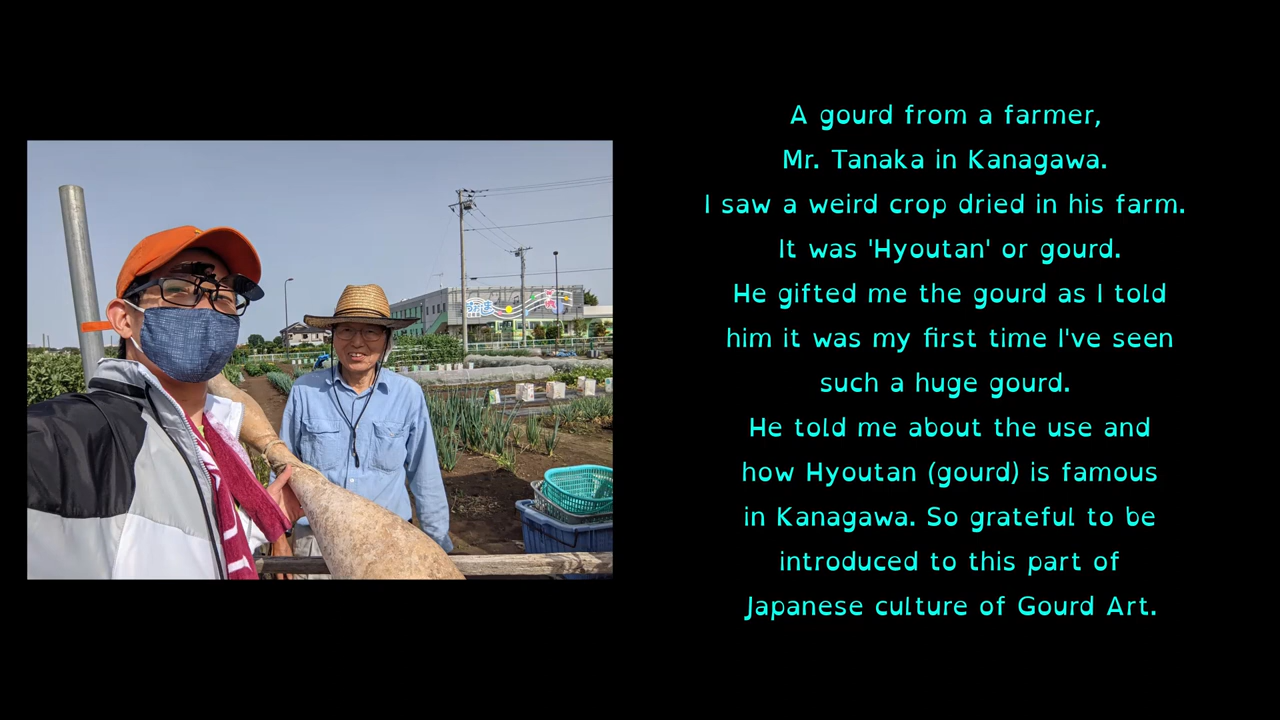 A gourd from a farmer,
Mr. Tanaka in Kanagawa.
I saw a weird crop dried in his farm.
It was 'Hyoutan' or gourd.
He gifted me the gourd as I told
him it was my first time I've seen
such a huge gourd.
He told me about the use and
how Hyoutan (gourd) is famous
in Kanagawa. So grateful to be
introduced to this part of
Japanese culture of Gourd Art.